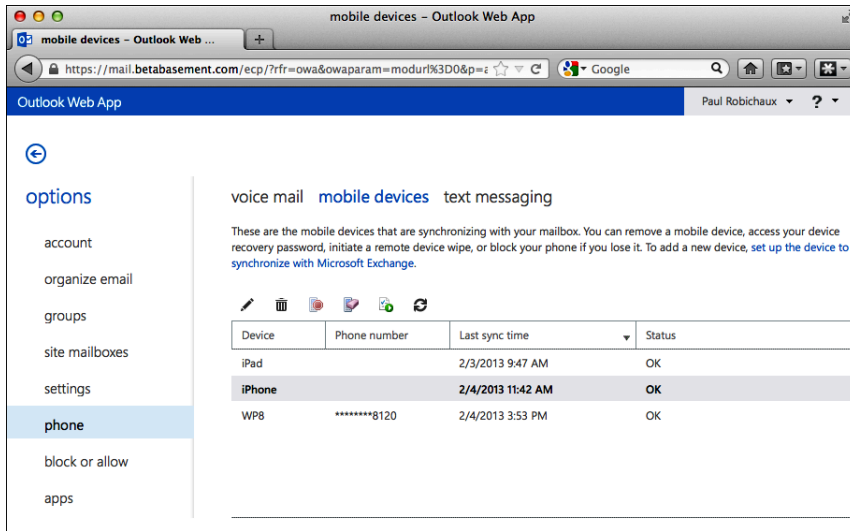 mobile devices – Outlook Web App
mobile devices – Outlook Web ...
https://mail.betabasement.com/ecp/?rfr=owa&owaparam=modurl%3D0&p=
Google
Outlook Web App
Paul Robichaux
?
options
account
organize email
groups
site mailboxes
settings
phone
block or allow
apps
voice mail mobile devices text messaging
These are the mobile devices that are synchronizing with your mailbox. You can remove a mobile device, access your device
recovery password, initiate a remote device wipe, or block your phone if you lose it. To add a new device, set up the device to
synchronize with Microsoft Exchange.
Device Phone number Last sync time Status
iPad 2/3/2013 9:47 AM OK
iPhone 2/4/2013 11:42 AM OK
WP8 ********8120 2/4/2013 3:53 PM OK